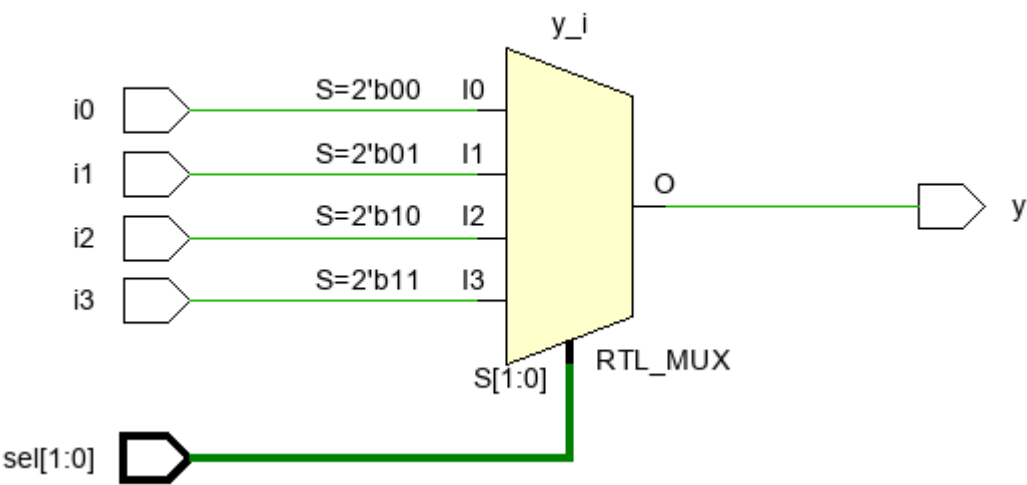 y_i
i0 S=2'b00 I0
i1 S=2'b01 I1
O
y
i2 S=2'b10 I2
i3 S=2'b11 I3
RTL_MUX
S[1:0]
sel[1:0]